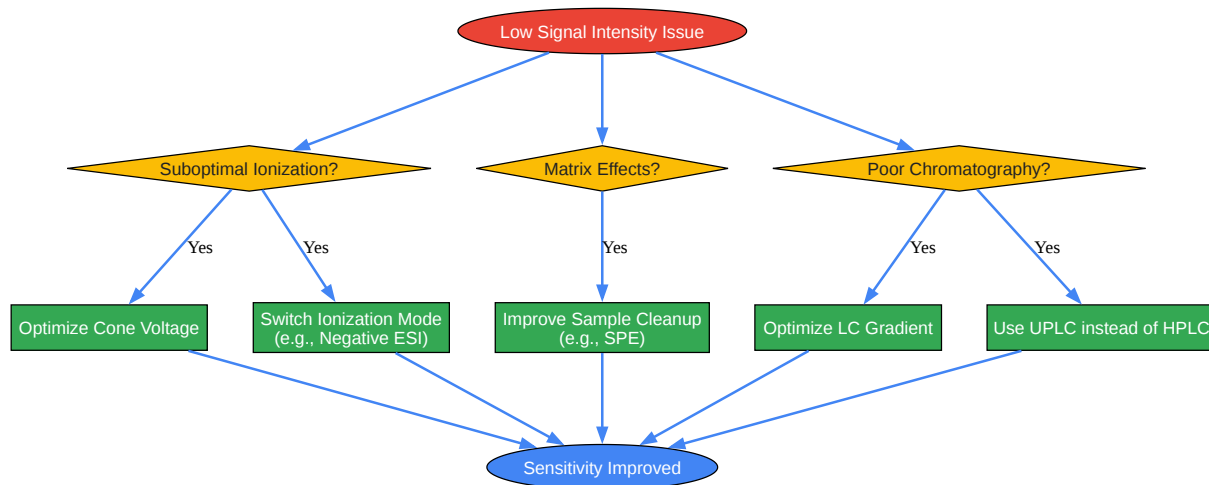 Low Signal Intensity Issue
Suboptimal Ionization?
Matrix Effects?
Poor Chromatography?
Yes
Yes
Yes
Yes
Yes
Optimize Cone Voltage
Switch Ionization Mode
(e.g., Negative ESI)
Improve Sample Cleanup
(e.g., SPE)
Optimize LC Gradient
Use UPLC instead of HPLC
Sensitivity Improved